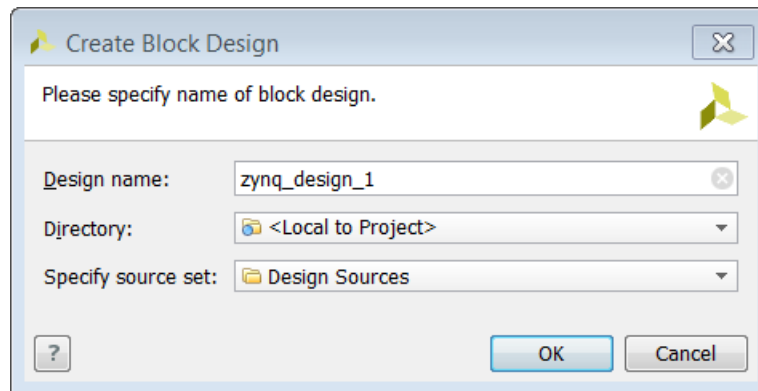 Create Block Design
Please specify name of block design.
Design name: zynq_design_1
Directory: <Local to Project>
Specify source set: Design Sources
? OK Cancel